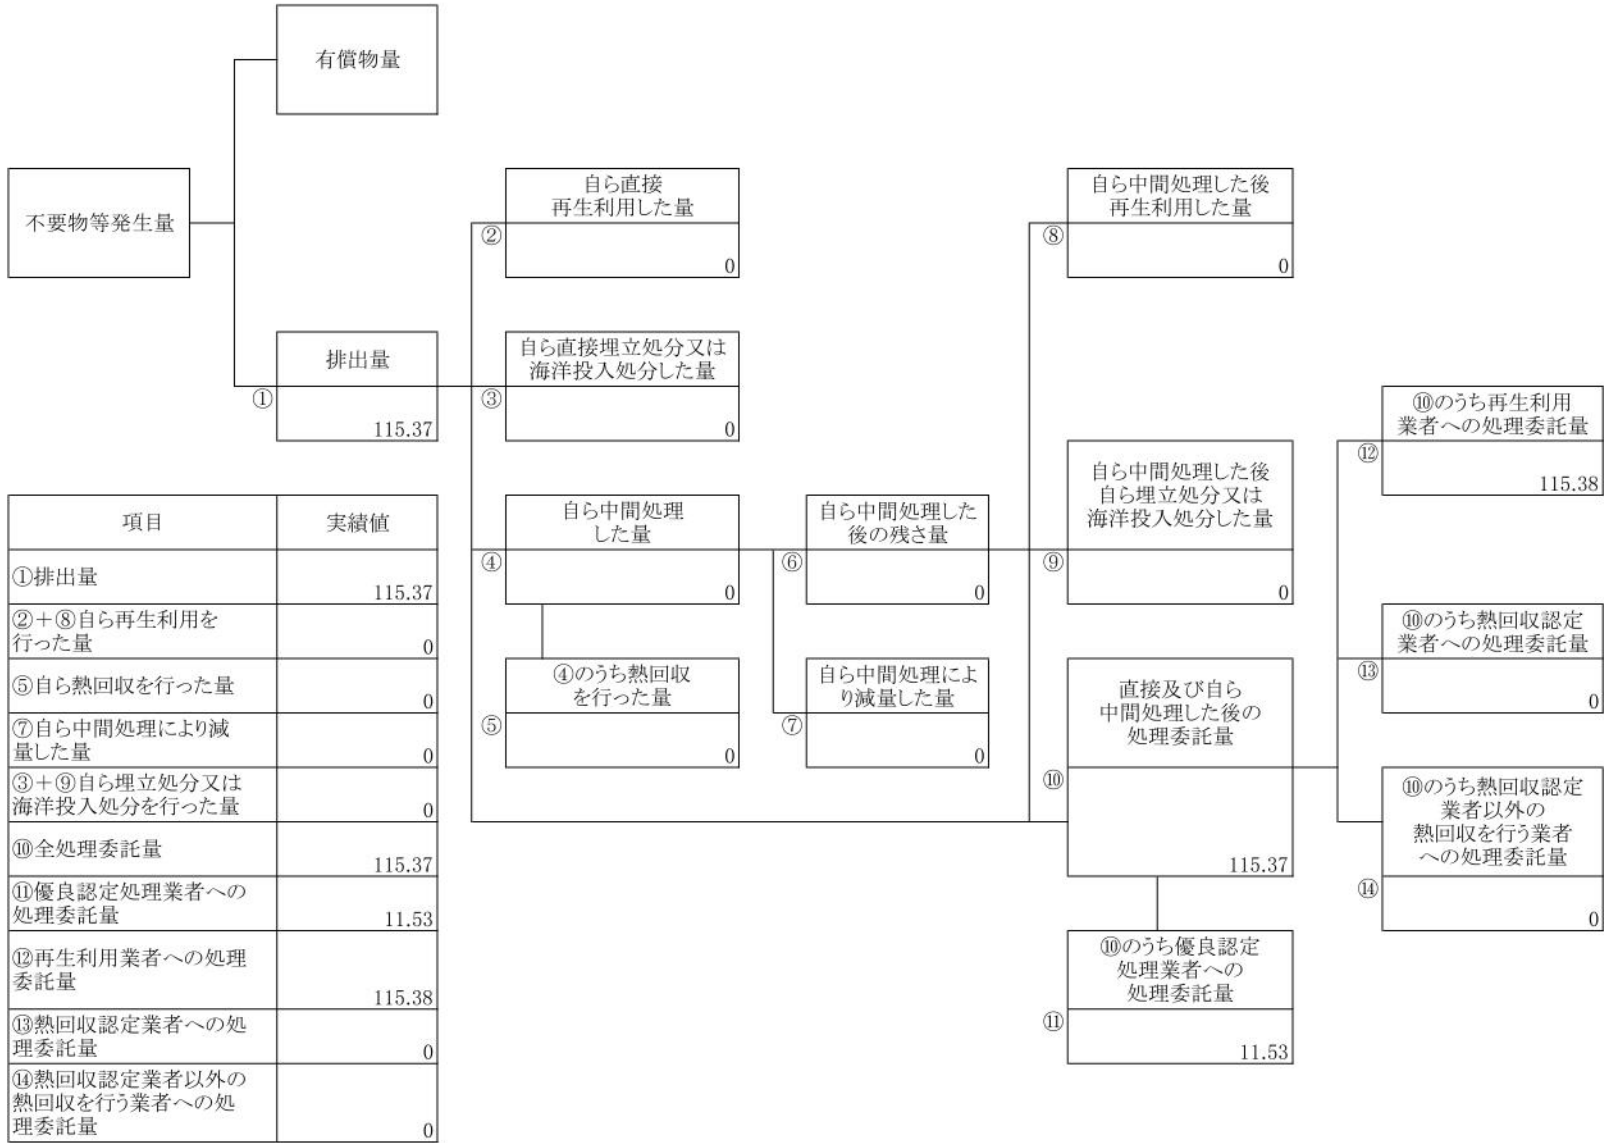 有償物量
不要物等発生量
自ら直接
再生利用した量
②
0
自ら中間処理した後
再生利用した量
⑧
0
排出量
①
115.37
自ら直接埋立処分又は
海洋投入処分した量
③
0
⑩のうち再生利用
業者への処理委託量
⑫
115.38
自ら中間処理した後
自ら埋立処分又は
海洋投入処分した量
⑨
0
自ら中間処理
した量
④
0
自ら中間処理した
後の残さ量
⑥
0
⑩のうち熱回収認定
業者への処理委託量
⑬
0
④のうち熱回収
を行った量
⑤
0
自ら中間処理によ
り減量した量
⑦
0
直接及び自ら
中間処理した後の
処理委託量
⑩
115.37
⑩のうち熱回収認定
業者以外の
熱回収を行う業者
への処理委託量
⑭
0
⑩のうち優良認定
処理業者への
処理委託量
⑪
11.53
項目 実績値
①排出量
115.37
②＋⑧自ら再生利用を
行った量
0
⑤自ら熱回収を行った量
0
⑦自ら中間処理により減
量した量
0
③＋⑨自ら埋立処分又は
海洋投入処分を行った量
0
⑩全処理委託量
115.37
⑪優良認定処理業者への
処理委託量
11.53
⑫再生利用業者への処理
委託量
115.38
⑬熱回収認定業者への処
理委託量
0
⑭熱回収認定業者以外の
熱回収を行う業者への処
理委託量
0